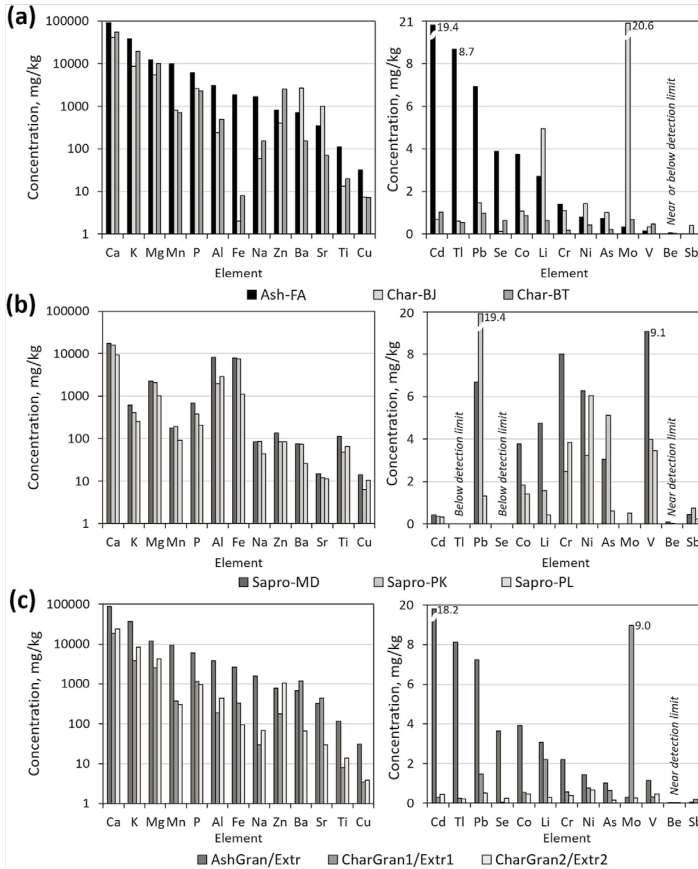 (a)
Concentration, mg/kg
100000
10000
1000
100
10
1
Ca K Mg Mn P Al Fe Na Zn Ba Sr Ti Cu
Element
Concentration, mg/kg
21
8
6
4
2
0
19.4
8.7
20.6
Near or below detection limit
Cd Tl Pb Se Co Li Cr Ni As Mo V Be Sb
Element
Ash-FA Char-BJ Char-BT
(b)
Concentration, mg/kg
100000
10000
1000
100
10
1
Ca K Mg Mn P Al Fe Na Zn Ba Sr Ti Cu
Element
Concentration, mg/kg
20
8
6
4
2
0
Below detection limit
19.4
Below detection limit
9.1
Near detection limit
Cd Tl Pb Se Co Li Cr Ni As Mo V Be Sb
Element
Sapro-MD Sapro-PK Sapro-PL
(c)
Concentration, mg/kg
100000
10000
1000
100
10
1
Ca K Mg Mn P Al Fe Na Zn Ba Sr Ti Cu
Element
Concentration, mg/kg
20
8
6
4
2
0
18.2
9.0
Near detection limit
Cd Tl Pb Se Co Li Cr Ni As Mo V Be Sb
Element
AshGran/Extr CharGran1/Extr1 CharGran2/Extr2